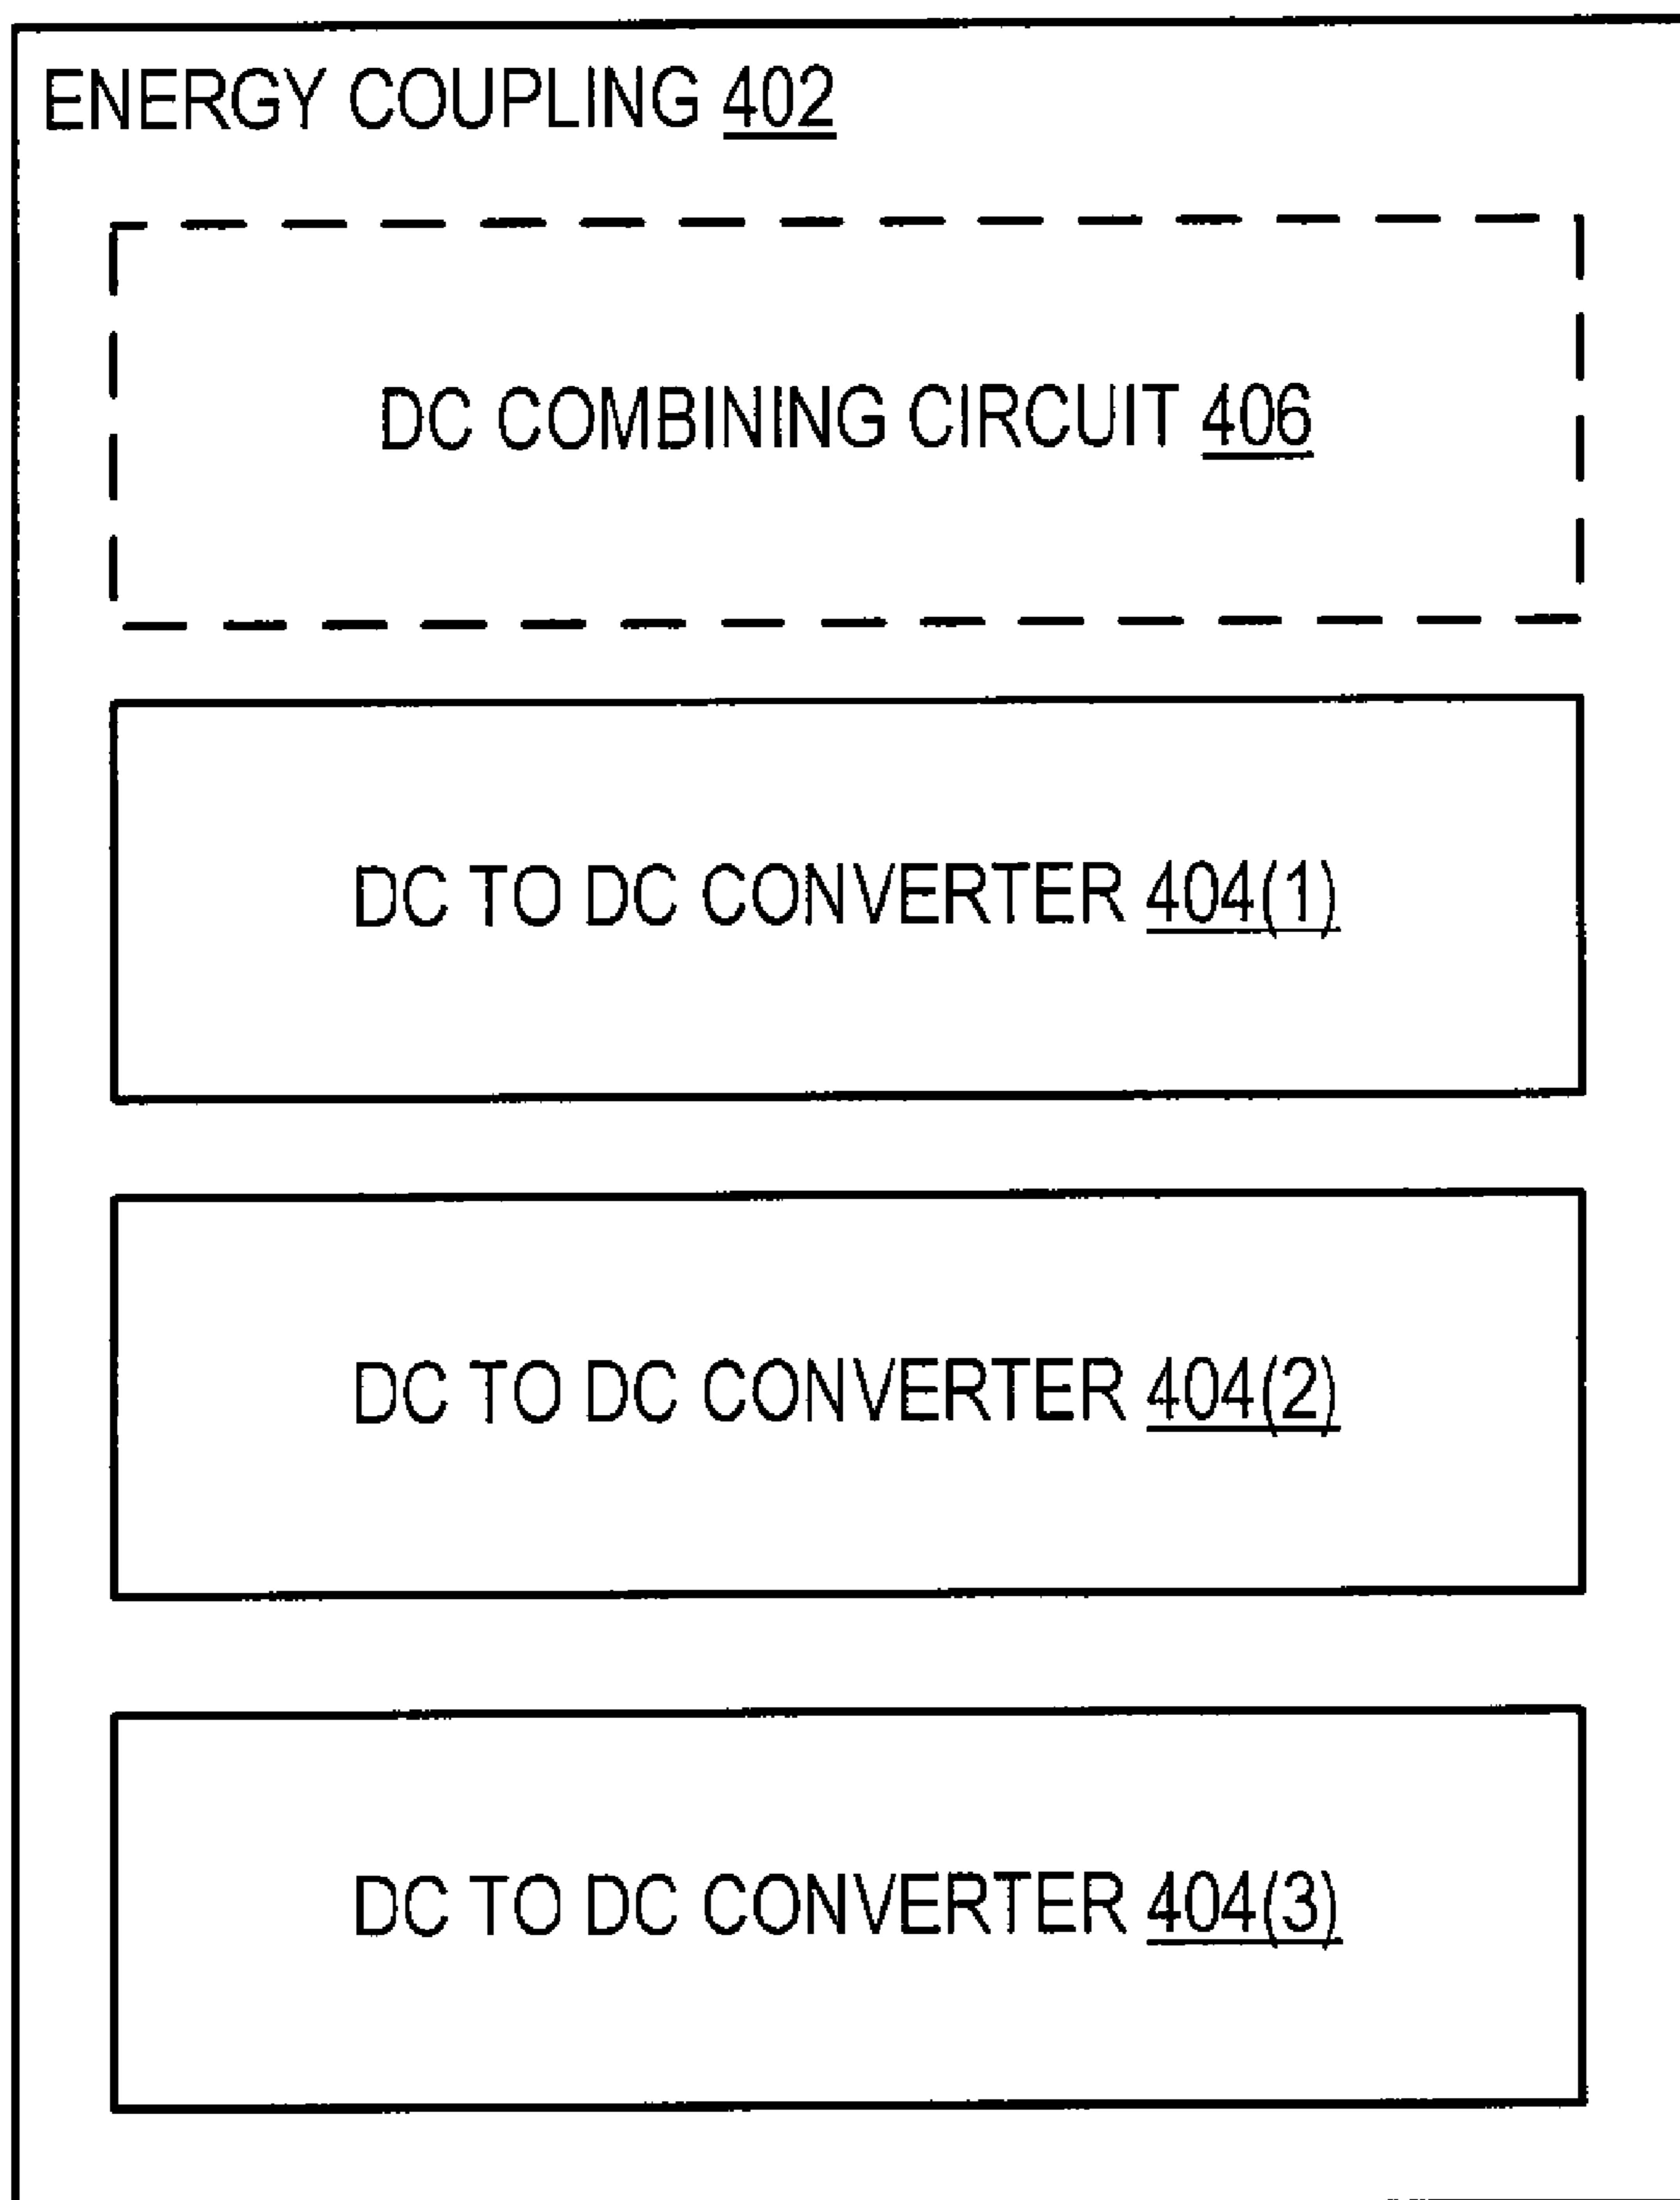 ENERGY COUPLING 402
DC COMBINING CIRCUIT 406
DC TO DC CONVERTER 404(1)
DC TO DC CONVERTER 404(2)
DC TO DC CONVERTER 404(3)